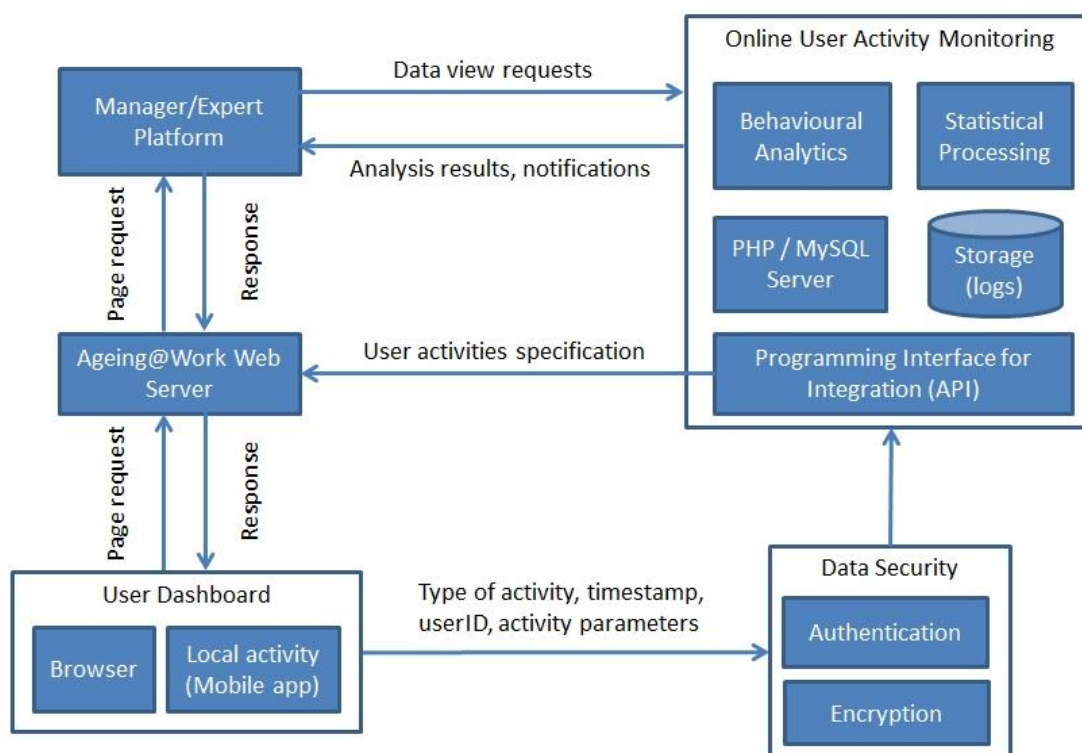 Online User Activity Monitoring
Data view requests
Manager/Expert
Platform
Behavioural
Analytics
Statistical
Processing
Analysis results, notifications
Page request
Response
PHP / MySQL
Server
Storage
(logs)
Ageing@Work Web
Server
User activities specification
Programming Interface for
Integration (API)
Page request
Response
User Dashboard
Browser
Local activity
(Mobile app)
Type of activity, timestamp,
userID, activity parameters
Data Security
Authentication
Encryption